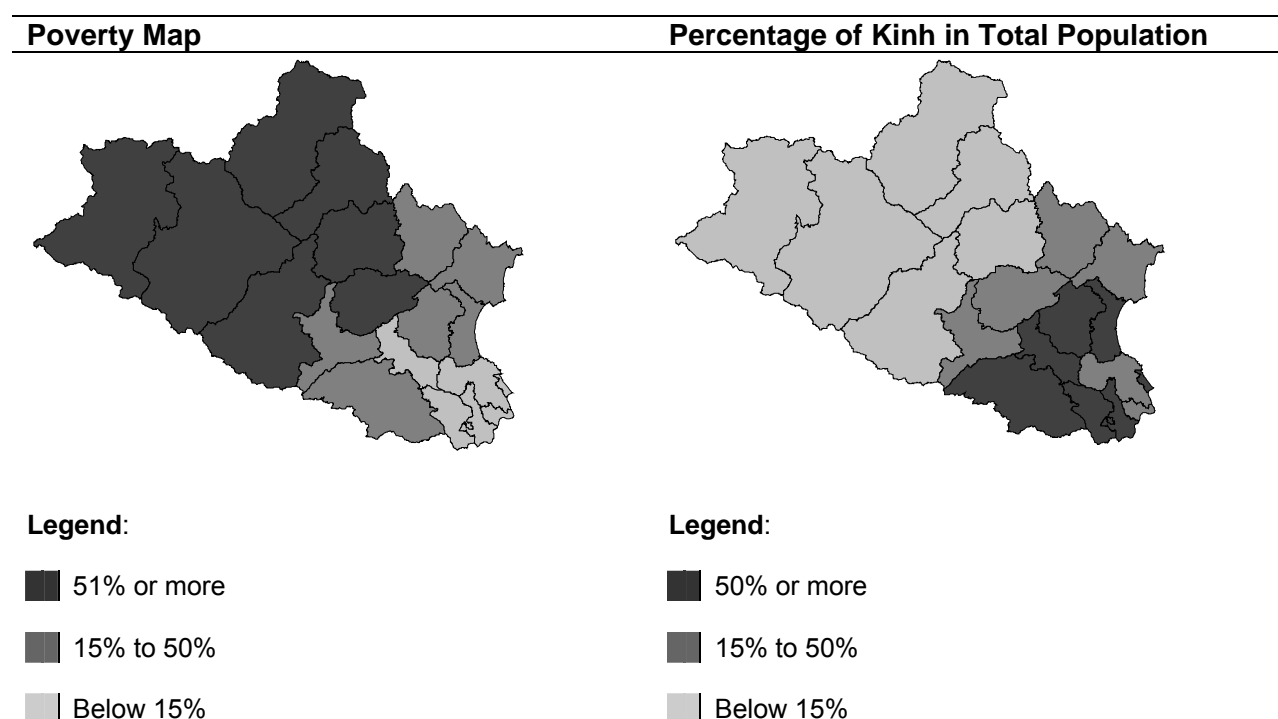 Poverty Map
Percentage of Kinh in Total Population
Legend:
51% or more
15% to 50%
Below 15%
Legend:
50% or more
15% to 50%
Below 15%